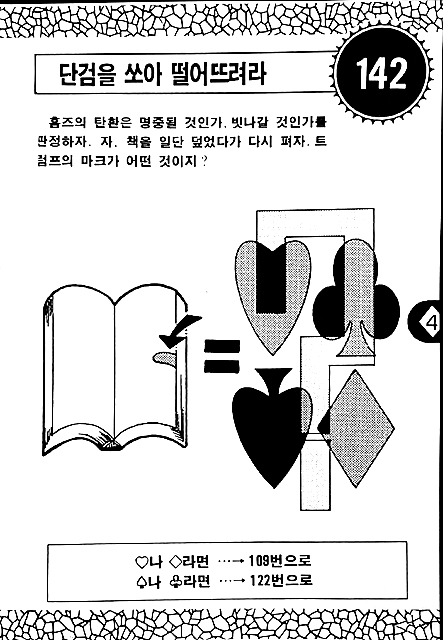 142
단검을 쏘아 떨어뜨려라
홈즈의 탄환은 명중될 것인가, 빗나갈 것인가를
판정하자. 자, 책을 일단 덮었다가 다시 펴자. 트
럼프의 마크가 어떤 것이지?
4
♡나 ◇라면 ···→ 109번으로
♤나 ♧라면 ···→ 122번으로